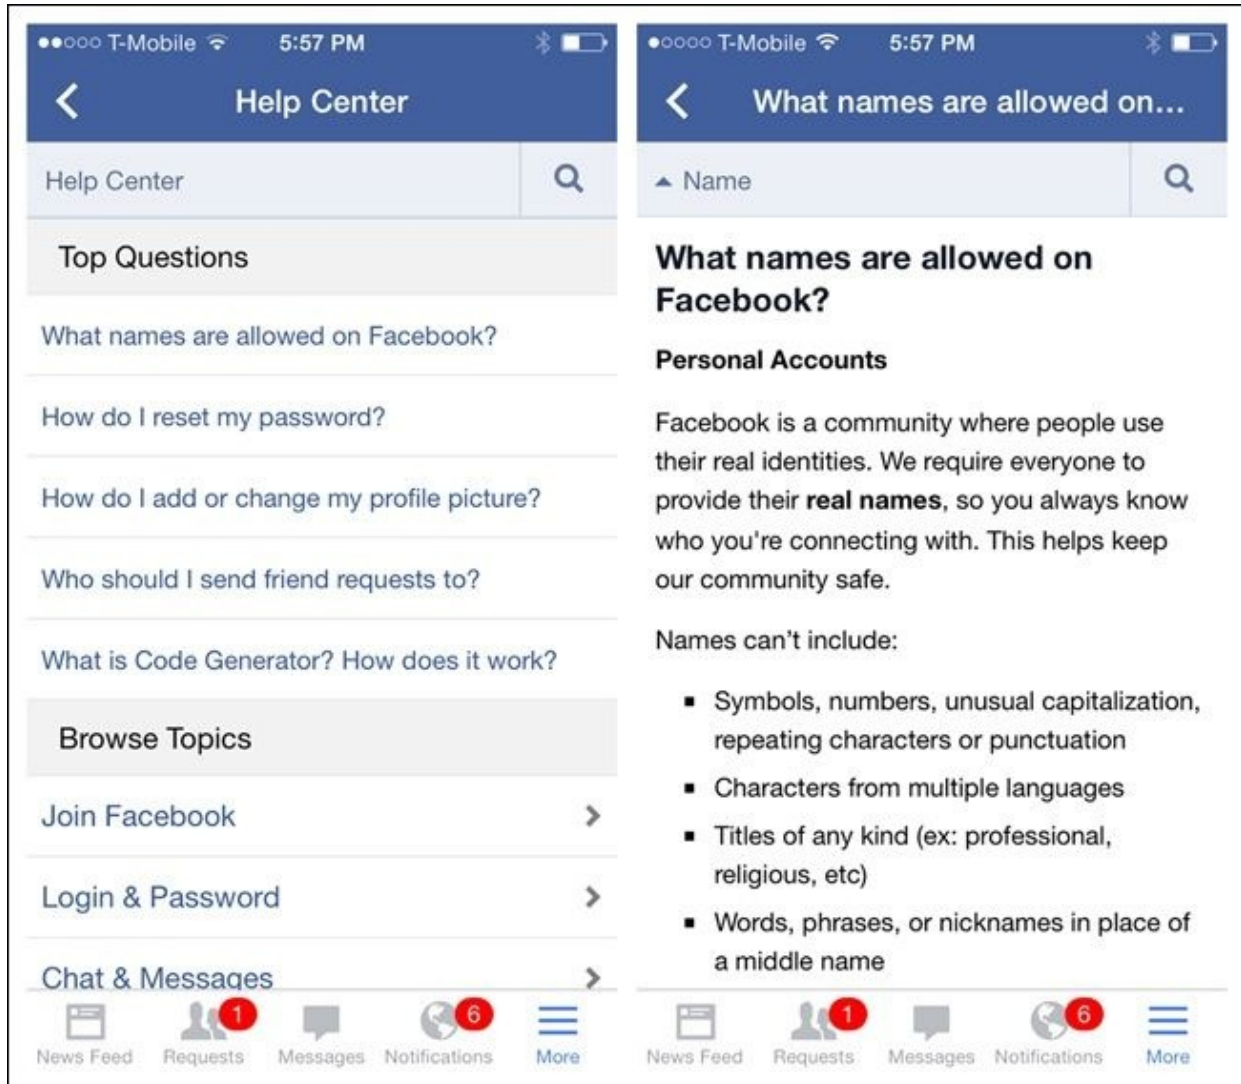 T-Mobile 5:57 PM
Help Center
Help Center
Top Questions
What names are allowed on Facebook?
How do I reset my password?
How do I add or change my profile picture?
Who should I send friend requests to?
What is Code Generator? How does it work?
Browse Topics
Join Facebook
Login & Password
Chat & Messages
1
6
News Feed Requests Messages Notifications More
T-Mobile 5:57 PM
What names are allowed on...
Name
What names are allowed on
Facebook?
Personal Accounts
Facebook is a community where people use
their real identities. We require everyone to
provide their real names, so you always know
who you're connecting with. This helps keep
our community safe.
Names can't include:
Symbols, numbers, unusual capitalization,
repeating characters or punctuation
Characters from multiple languages
Titles of any kind (ex: professional,
religious, etc)
Words, phrases, or nicknames in place of
a middle name
1
6
News Feed Requests Messages Notifications More